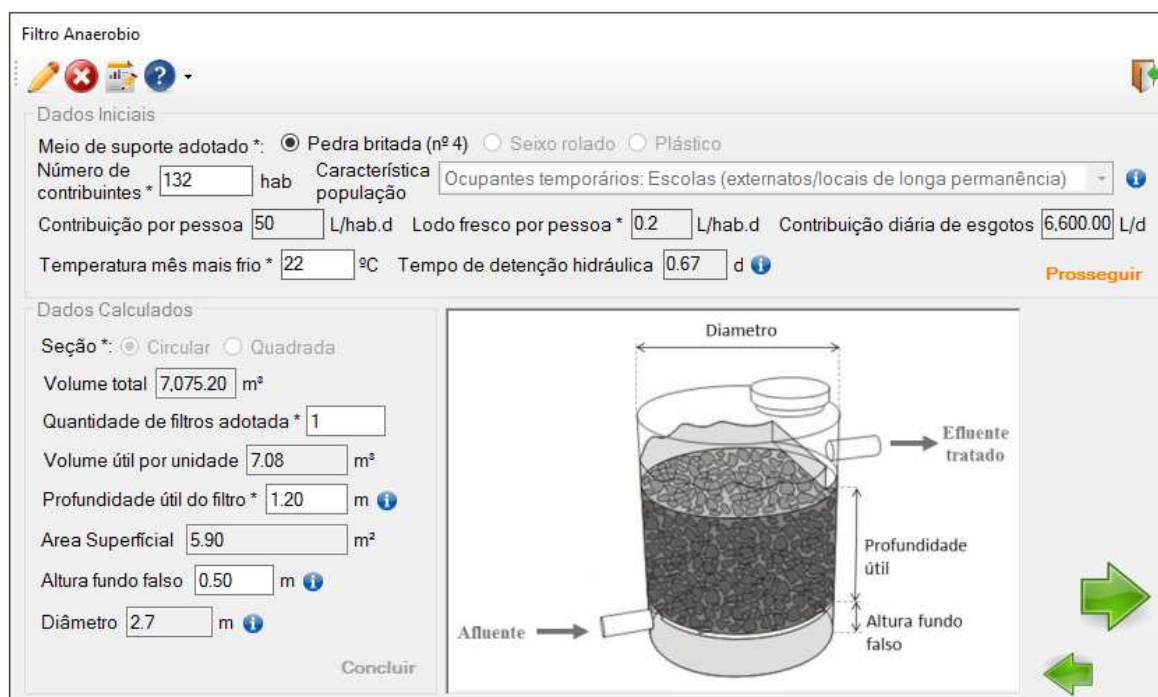 Filtro Anaerobio
Dados Iniciais
Meio de suporte adotado *: Pedra britada (nº 4) Seixo rolado Plástico
Número de contribuintes * 132 hab Característica população Ocupantes temporários: Escolas (externatos/locais de longa permanência)
Contribuição por pessoa 50 L/hab.d Lodo fresco por pessoa * 0.2 L/hab.d Contribuição diária de esgotos 6,600.00 L/d
Temperatura mês mais frio * 22 ºC Tempo de detenção hidráulica 0.67 d
Prosseguir
Dados Calculados
Seção *: Circular Quadrada
Volume total 7,075.20 m³
Quantidade de filtros adotada * 1
Volume útil por unidade 7.08 m³
Profundidade útil do filtro * 1.20 m
Area Superfícial 5.90 m²
Altura fundo falso 0.50 m
Diâmetro 2.7 m
Concluir
Diametro
Efluente
tratado
Profundidade
útil
Altura fundo
falso
Afluente